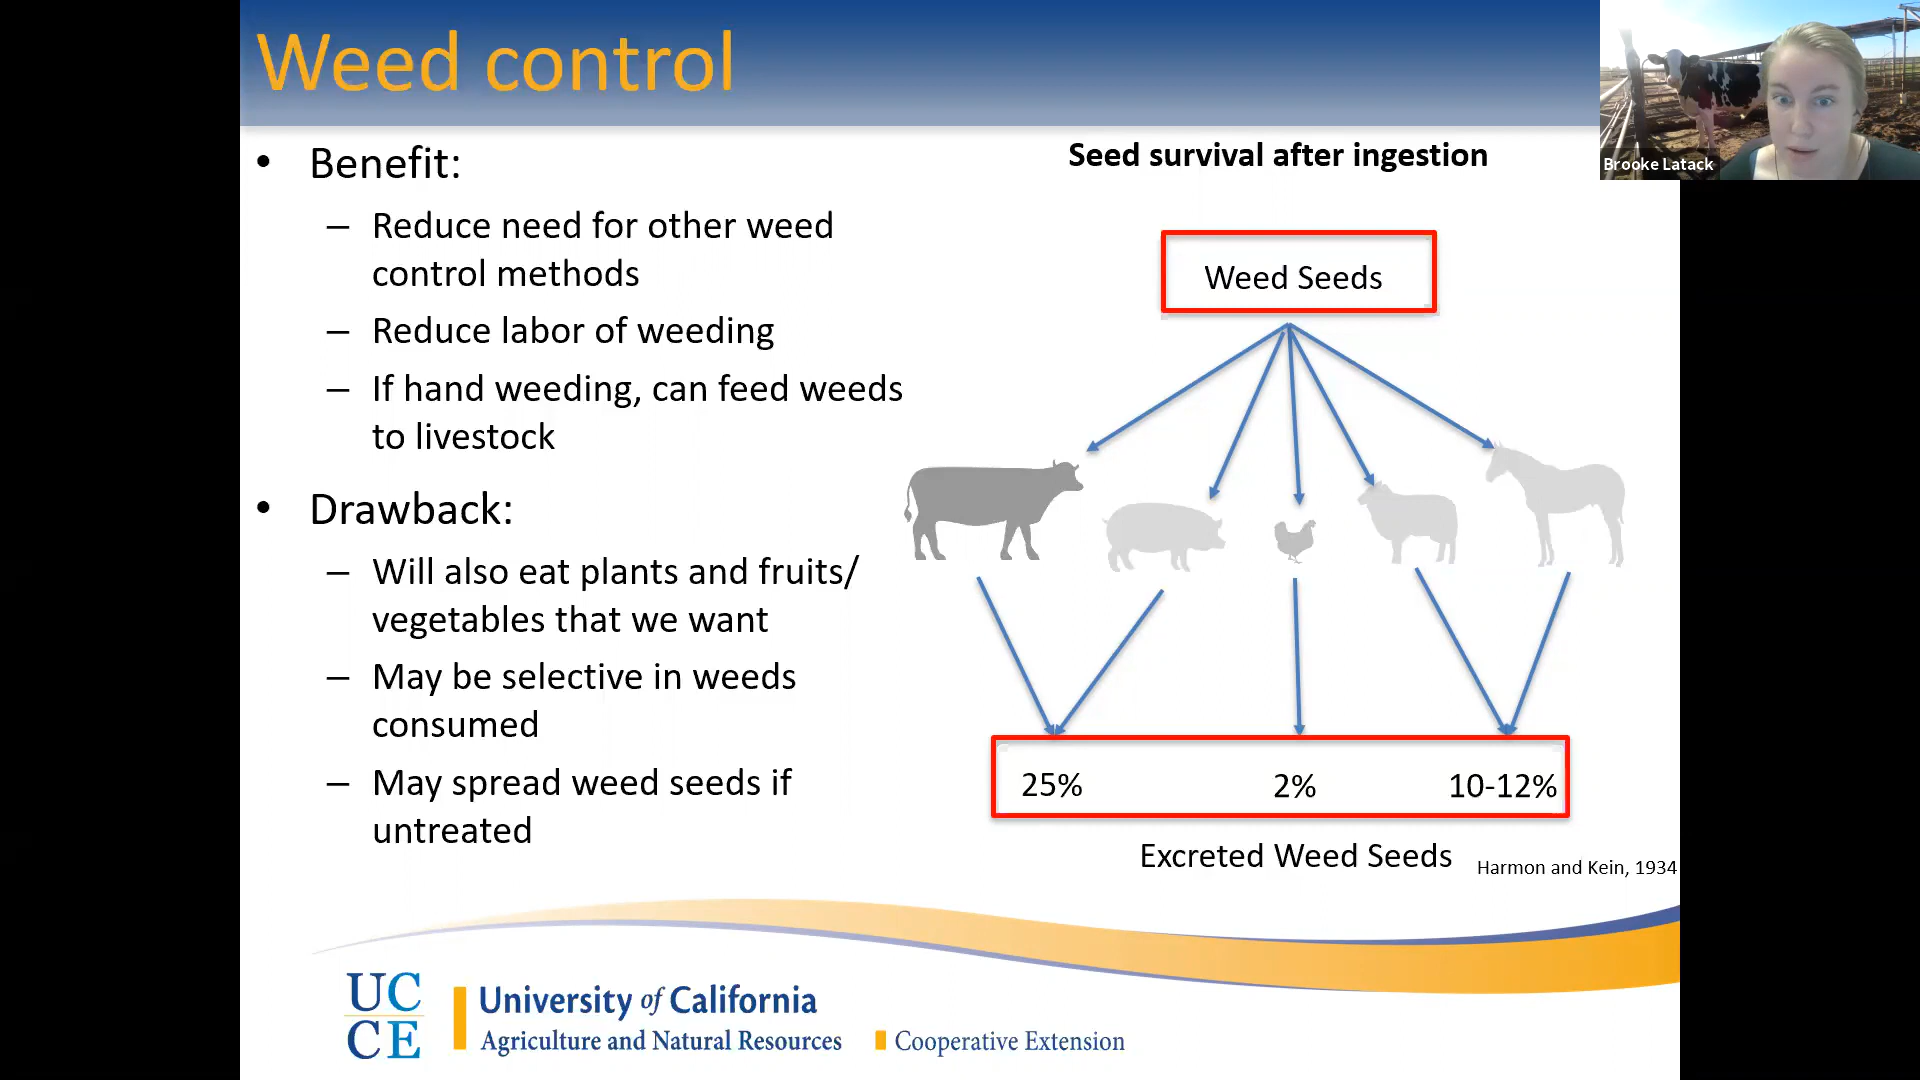 Weed control
• Benefit:
– Reduce need for other weed
control methods
– Reduce labor of weeding
– If hand weeding, can feed weeds
to livestock
• Drawback:
– Will also eat plants and fruits/
vegetables that we want
– May be selective in weeds
consumed
– May spread weed seeds if
untreated
Seed survival after ingestion
Weed Seeds
25% 2% 10-12%
Excreted Weed Seeds
Harmon and Kein, 1934
Brooke Latack
UC
CE
University of California
Agriculture and Natural Resources
Cooperative Extension